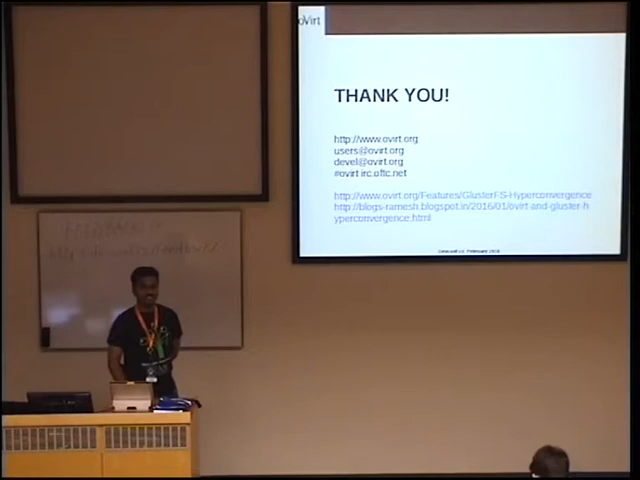 oVirt
THANK YOU!
http://www.ovirt.org
users@ovirt.org
devel@ovirt.org
#ovirt irc.oftc.net
http://www.ovirt.org/Features/GlusterFS-Hyperconvergence
http://blogs-ramesh.blogspot.in/2016/01/ovirt-and-gluster-h
yperconvergence.html
FEEDBACK